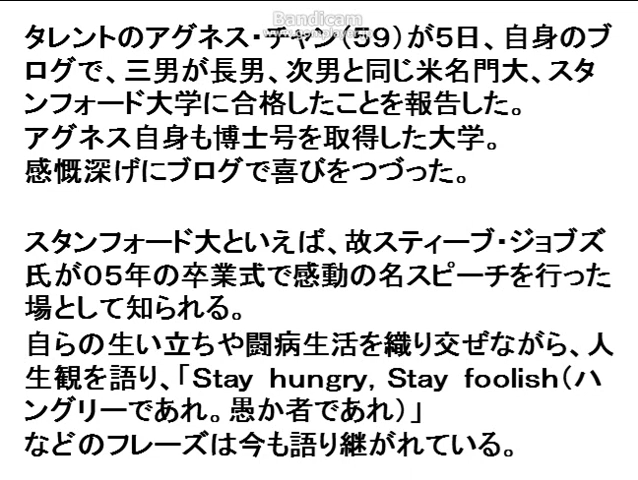 Bandicam
タレントのアグネス・チャン(59)が5日、自身のブ
ログで、三男が長男、次男と同じ米名門大、スタ
ンフォード大学に合格したことを報告した。
アグネス自身も博士号を取得した大学。
感慨深げにブログで喜びをつづった。
スタンフォード大といえば、故スティーブ・ジョブズ
氏が05年の卒業式で感動の名スピーチを行った
場として知られる。
自らの生い立ちや闘病生活を織り交ぜながら、人
生観を語り、「Stay hungry, Stay foolish(ハ
ングリーであれ。愚か者であれ)」
などのフレーズは今も語り継がれている。